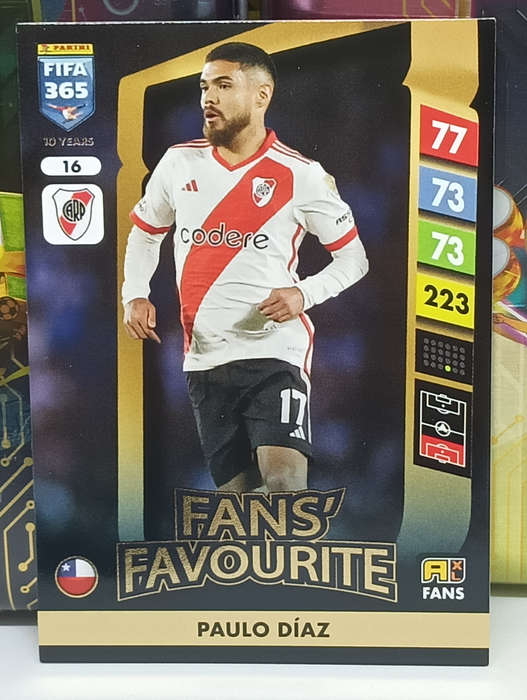 PANINI
FIFA
365
10 YEARS
16
CARP
77
73
73
223
codere
17
FANS'
FAVOURITE
AXL
FANS
PAULO DÍAZ